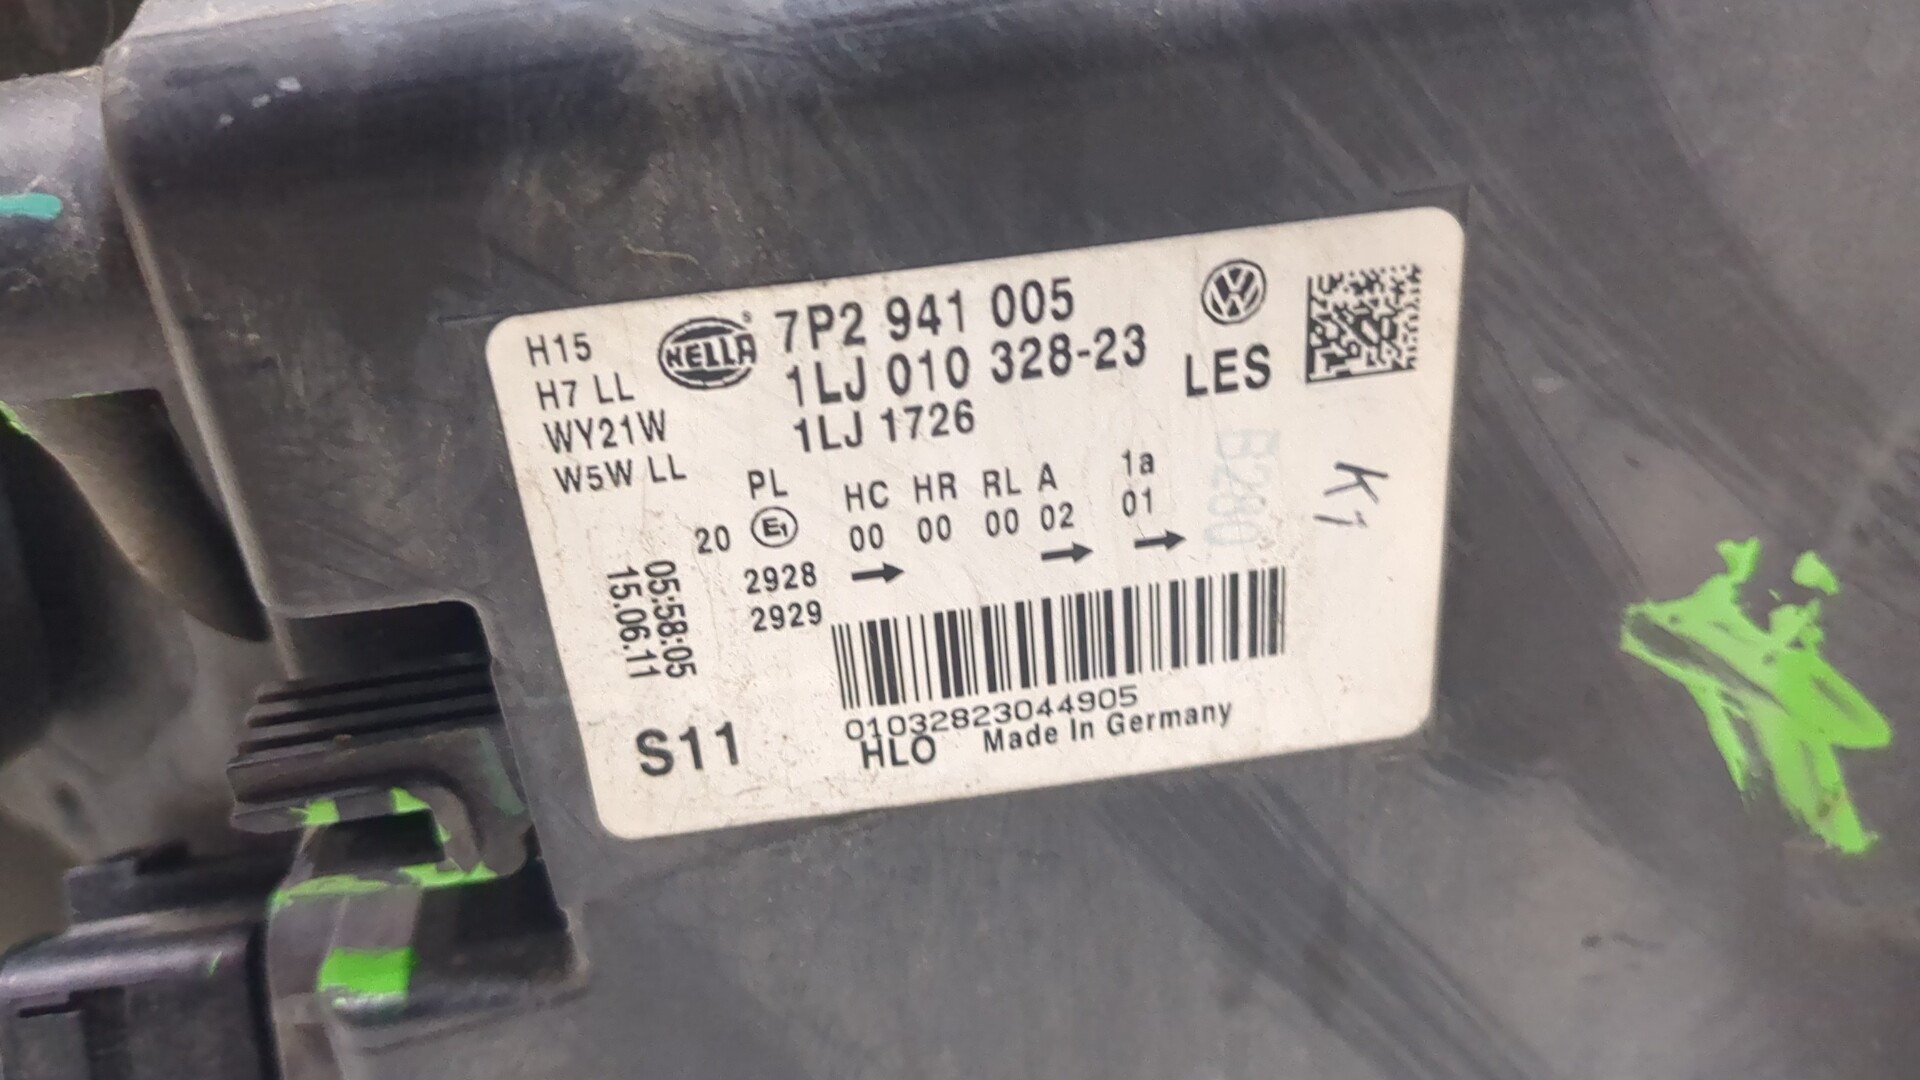 H15
H7 LL
WY21W
W5W LL
HELLA
7P2 941 005
1LJ 010 328-23
1LJ 1726
LES
PL HC HR RL A 1a
20 E1 00 00 00 02 01
2928
2929
05:58:05
15.06.11
B280
K1
01032823044905
S11 HLO Made In Germany